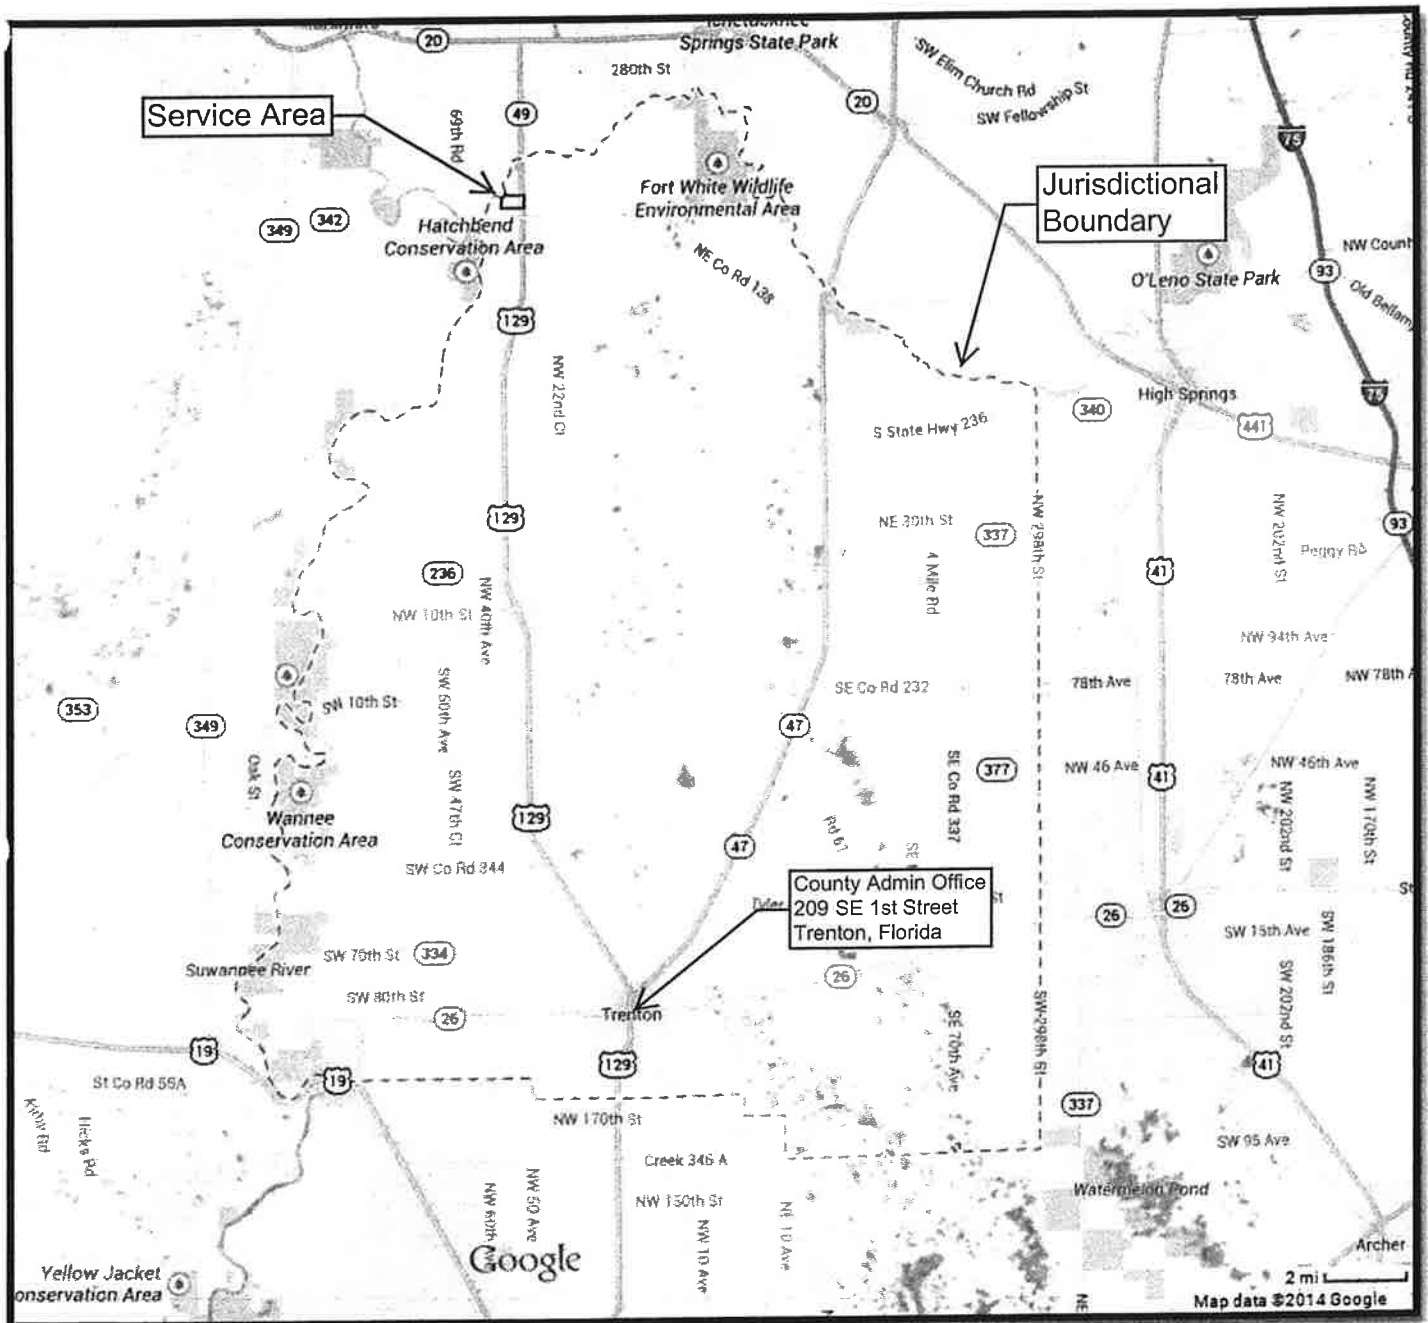 20
Springs State Park
280th St
SW Elim Church Rd
SW Fellowship St
20
Service Area
69th Rd
49
75
Fort White Wildlife
Environmental Area
Jurisdictional
Boundary
349
342
Hatchbend
Conservation Area
NE Co Rd 138
O'Leno State Park
93
Old Bellamy
129
NW 22nd Ct
High Springs
75
340
441
S State Hwy 236
129
NE 30th St
337
NW 298th St
4 Mile Rd
NW 202nd St
Peggy Rd
93
236
41
NW 10th St
NW 40th Ave
NW 94th Ave
353
349
SW 10th St
SW 60th Ave
SE Co Rd 232
78th Ave
78th Ave
47
Oak St
SW 47th Ct
SE Co Rd 337
377
NW 46 Ave
41
NW 46th Ave
NW 202nd St
NW 170th St
Wannee
Conservation Area
129
47
Rd 67
SW Co Rd 344
County Admin Office
209 SE 1st Street
Trenton, Florida
26
26
SW 15th Ave
SW 186th St
Suwannee River
SW 70th St
334
26
SW 80th St
26
Trenton
SW 298th St
SW 202nd St
SE 70th Ave
19
St Co Rd 55A
19
129
41
337
NW 170th St
SW 95 Ave
Hicks Rd
Creek 346 A
NW 150th St
Watermelon Pond
NW 50 Ave
NW 10 Ave
NE 10 Ave
Google
Archer
Yellow Jacket
onservation Area
2 mi
Map data ©2014 Google